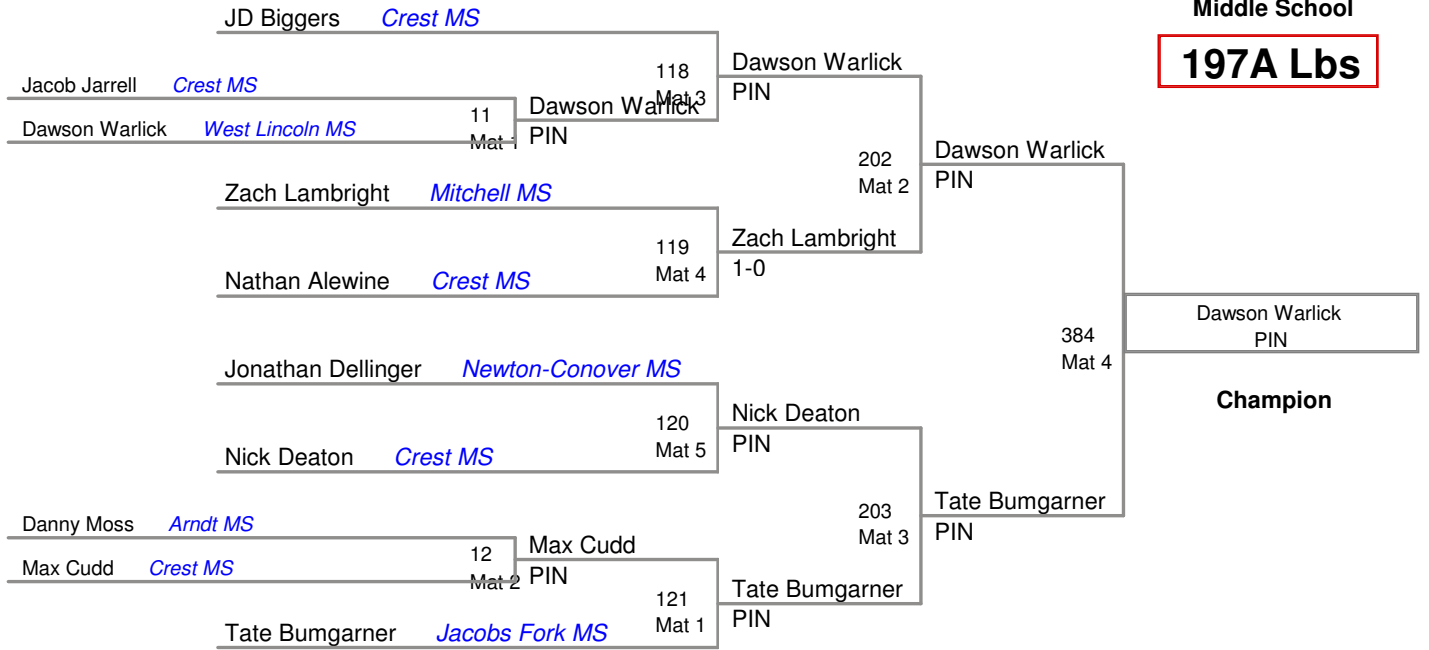 Middle School
197A Lbs
JD Biggers Crest MS
Jacob Jarrell Crest MS
Dawson Warlick West Lincoln MS
11
Mat 1
Dawson Warlick
PIN
118
Mat 3
Dawson Warlick
PIN
Zach Lambright Mitchell MS
Nathan Alewine Crest MS
119
Mat 4
Zach Lambright
1-0
202
Mat 2
Dawson Warlick
PIN
Jonathan Dellinger Newton-Conover MS
Nick Deaton Crest MS
120
Mat 5
Nick Deaton
PIN
Danny Moss Arndt MS
Max Cudd Crest MS
12
Mat 2
Max Cudd
PIN
Tate Bumgarner Jacobs Fork MS
121
Mat 1
Tate Bumgarner
PIN
203
Mat 3
Tate Bumgarner
PIN
384
Mat 4
Dawson Warlick
PIN
Champion